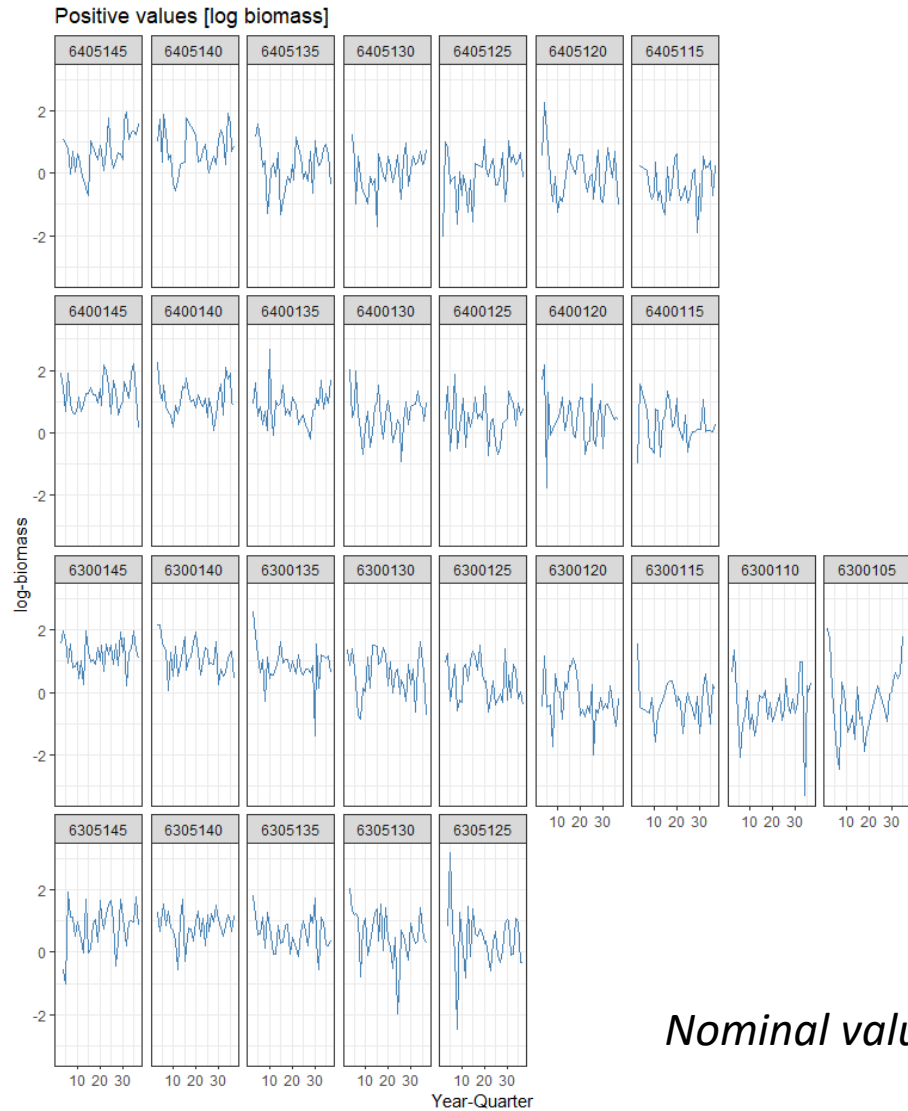 Positive values [log biomass]
6405145 6405140 6405135 6405130 6405125 6405120 6405115
2
0
-2
6400145 6400140 6400135 6400130 6400125 6400120 6400115
2
0
-2
log-biomass
6300145 6300140 6300135 6300130 6300125 6300120 6300115 6300110 6300105
2
0
-2
10 20 30 10 20 30 10 20 30 10 20 30
6305145 6305140 6305135 6305130 6305125
2
0
-2
Nominal valu
10 20 30 10 20 30 10 20 30 10 20 30 10 20 30
Year-Quarter